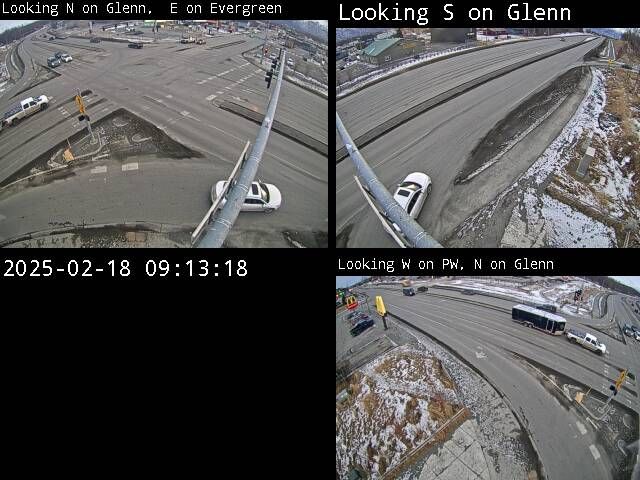 Looking N on Glenn, E on Evergreen
Looking S on Glenn
2025-02-18 09:13:18
Looking W on PW, N on Glenn